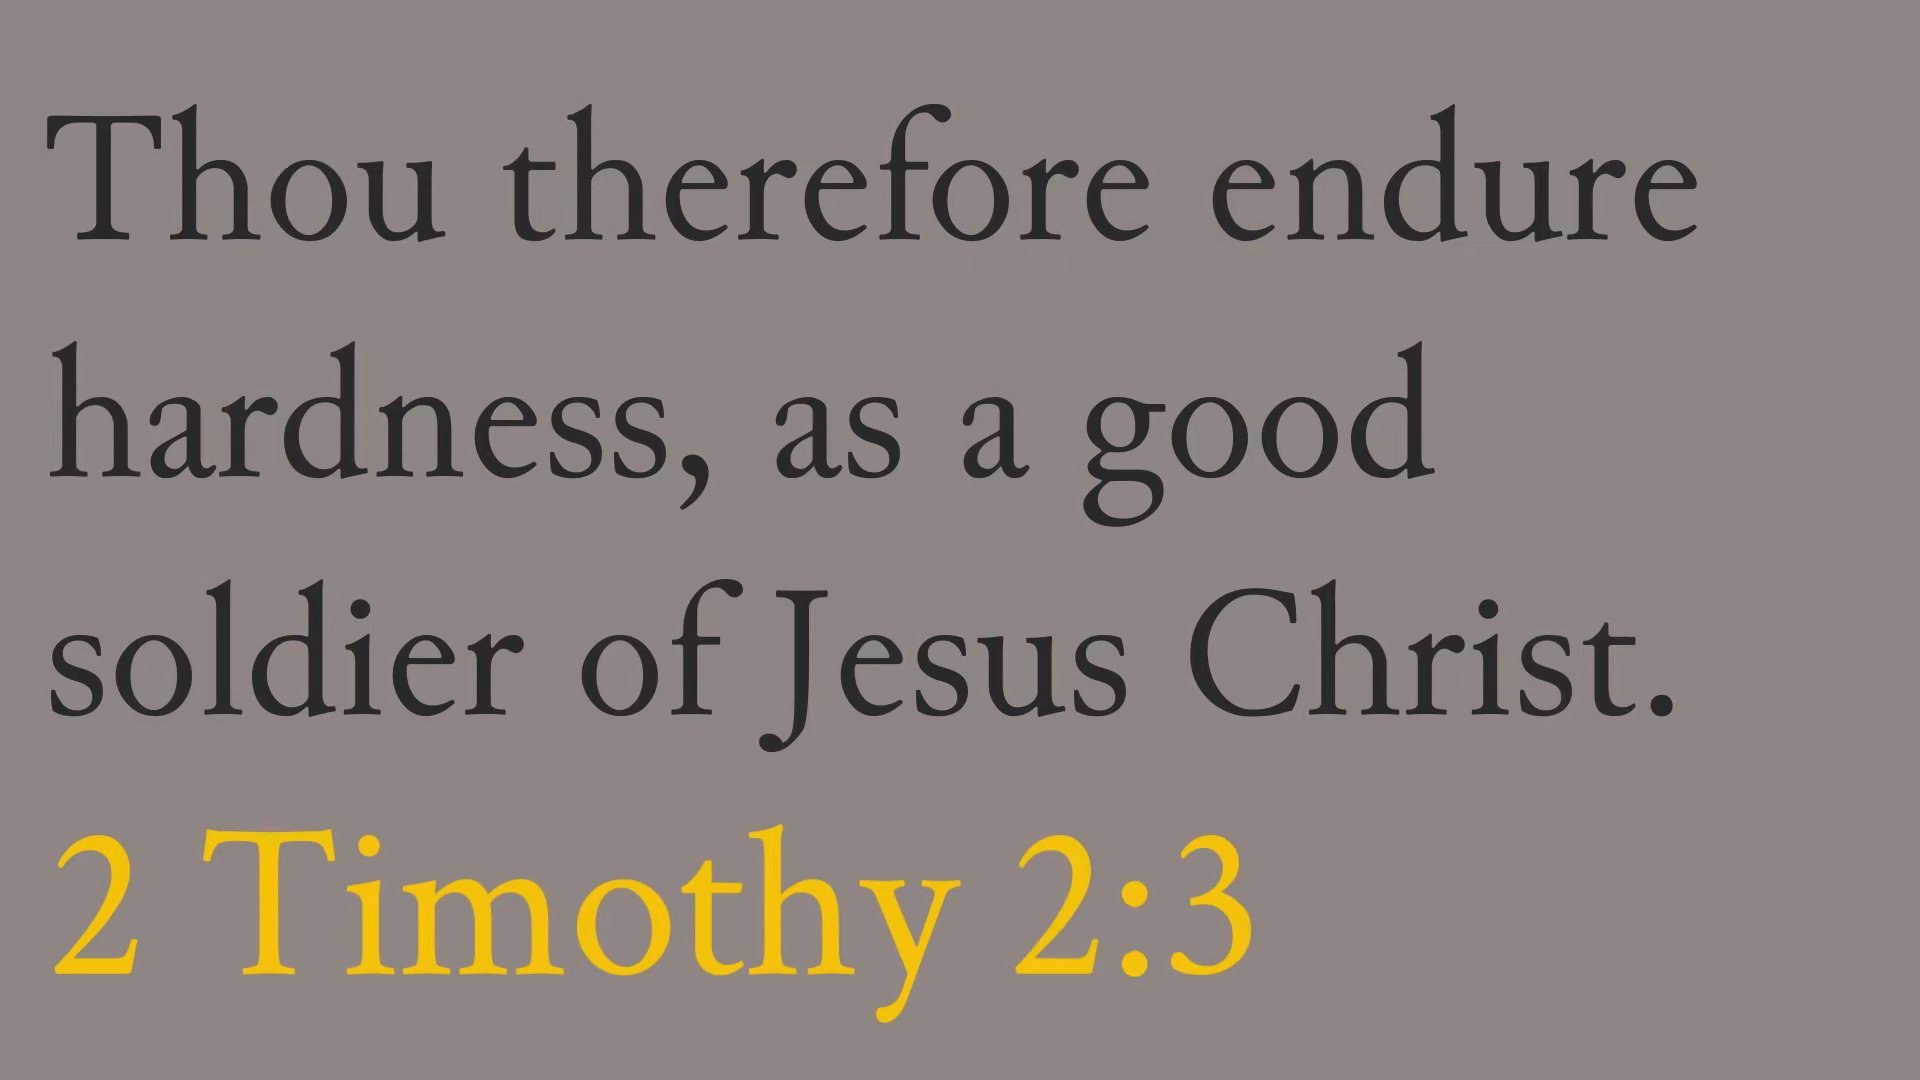 Thou therefore endure
hardness, as a good
soldier of Jesus Christ.
2 Timothy 2:3